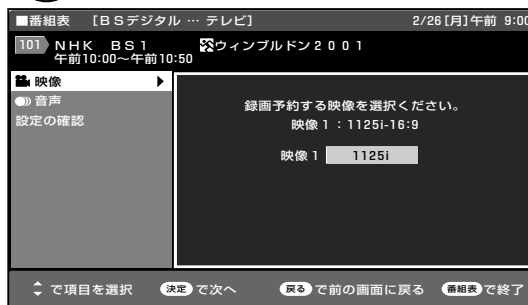 ■番組表 [BSデジタル … テレビ] 2/26[月]午前 9:00
101 NHK BS1 ウィンブルドン2001
午前10:00〜午前10:50
映像
音声
設定の確認
録画予約する映像を選択ください。
映像1：1125i-16:9
映像1 1125i
で項目を選択 決定 で次へ 戻る で前の画面に戻る 番組表 で終了